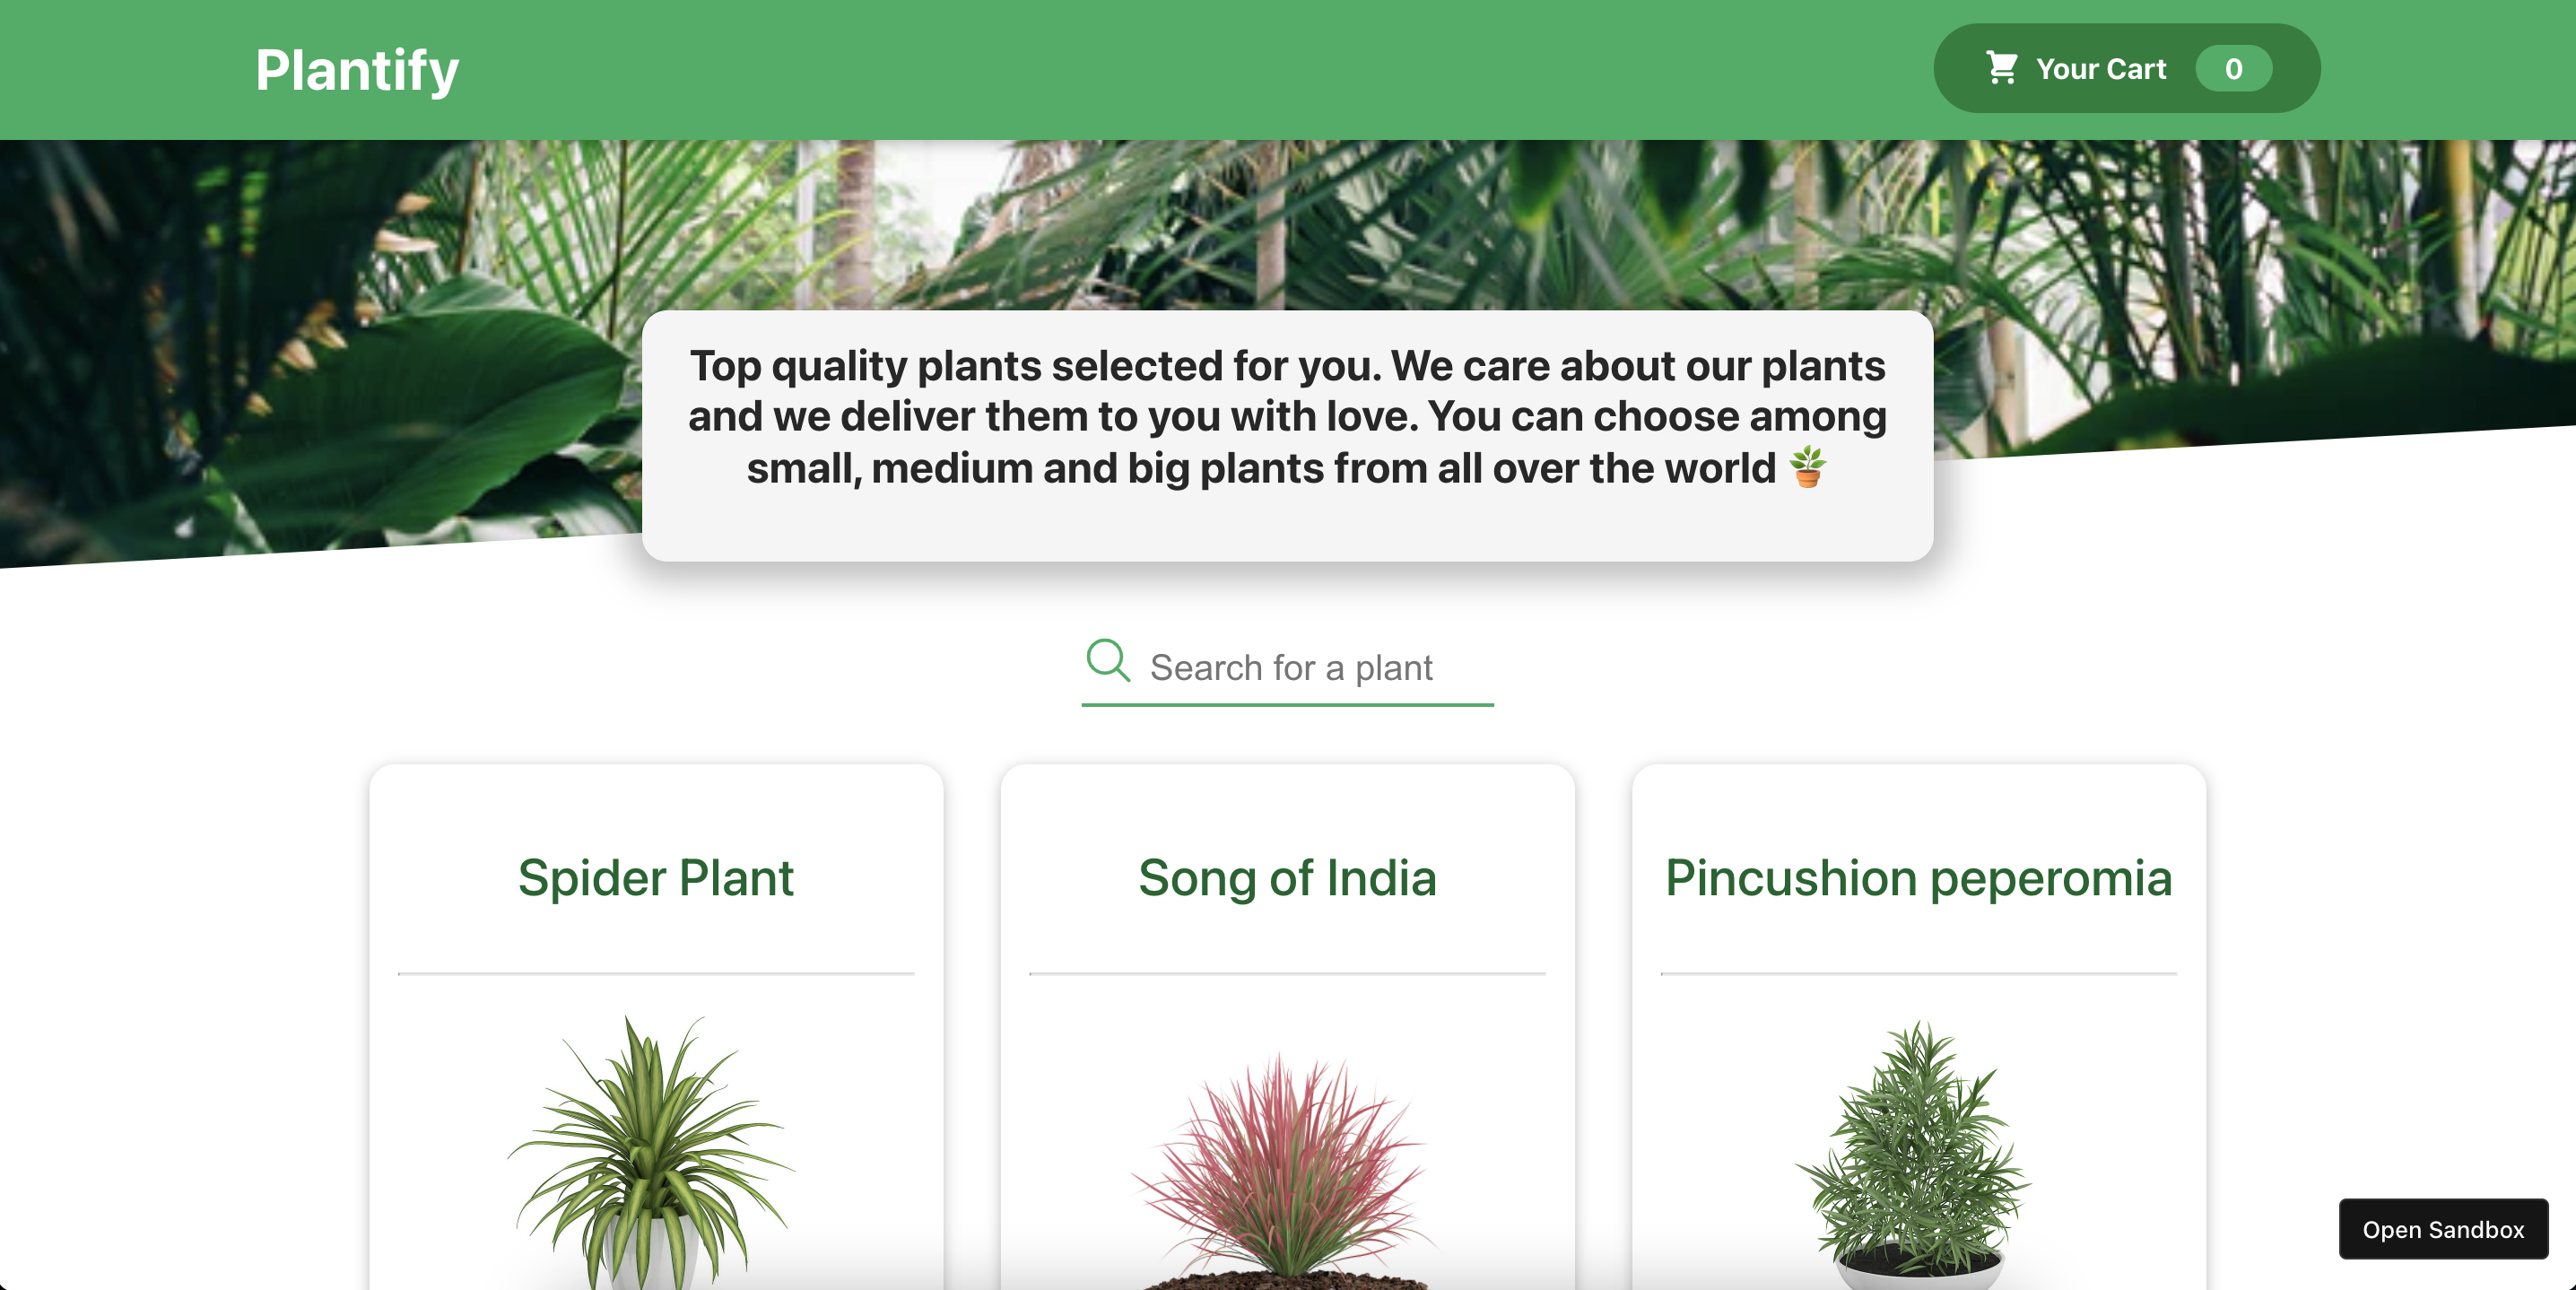 Plantify
Your Cart 0
Top quality plants selected for you. We care about our plants
and we deliver them to you with love. You can choose among
small, medium and big plants from all over the world 🪴
Search for a plant
Spider Plant
Song of India
Pincushion peperomia
Open Sandbox